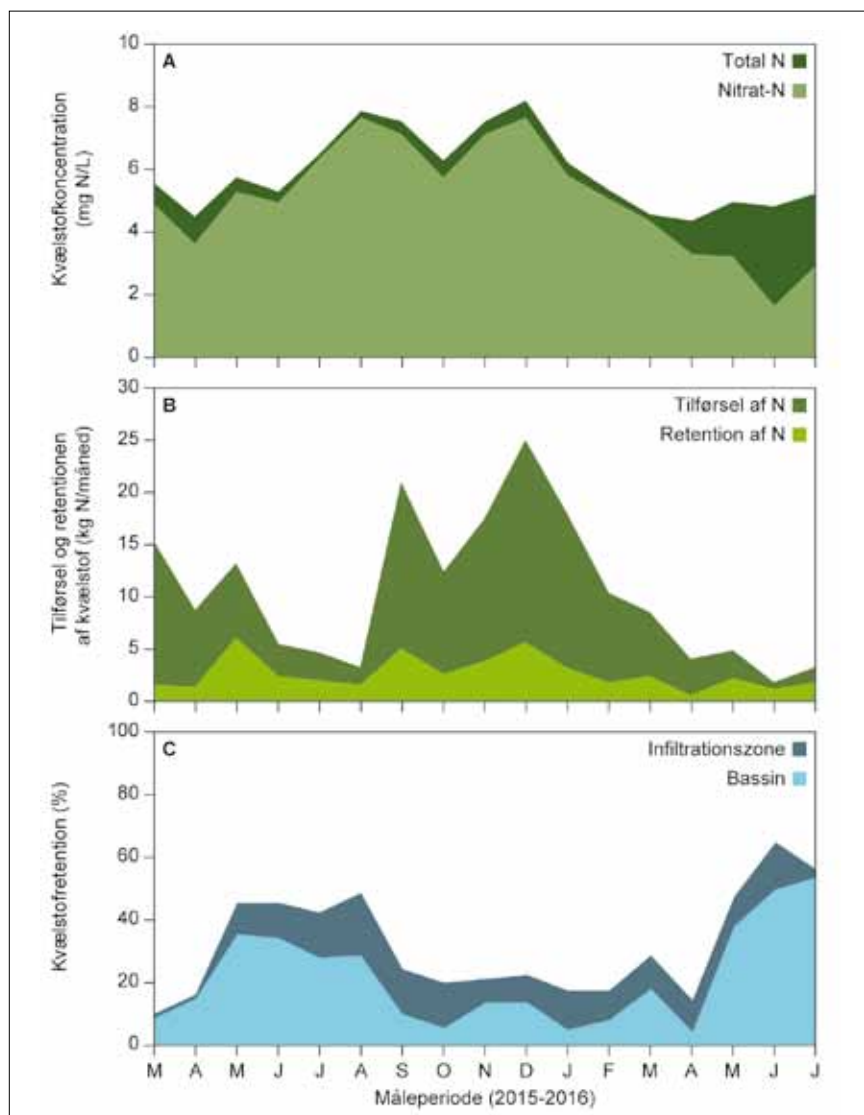 10
A
Total N
8
Nitrat-N
6
4
2
0
Kvælstofkoncentration
(mg N/L)
30
B
Tilførsel af N
25
Retention af N
20
15
10
5
0
Tilførsel og retentionen
af kvælstof (kg N/måned)
100
C
Infiltrationszone
80
Bassin
60
40
20
0
Kvælstofretention (%)
M A M J J A S O N D J F M A M J J
Måleperiode (2015-2016)